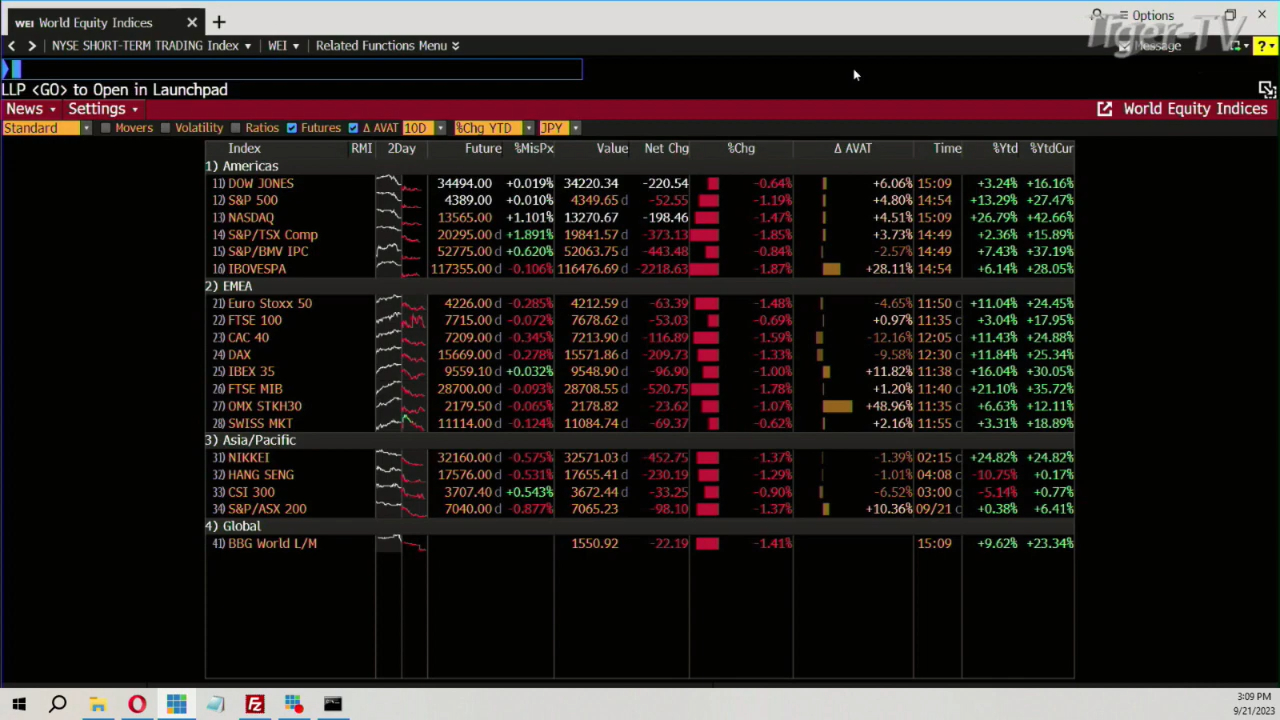 WEI World Equity Indices × + Options
Tiger-TV
< > NYSE SHORT-TERM TRADING Index ▾ WEI ▾ Related Functions Menu Message ?
LLP <GO> to Open in Launchpad
News Settings World Equity Indices
Standard Movers Volatility Ratios Futures Δ AVAT 10D %Chg YTD JPY
Index RMI 2Day Future %MisPx Value Net Chg %Chg Δ AVAT Time %Ytd %YtdCur
1) Americas
11) DOW JONES 34494.00 +0.019% 34220.34 -220.54 -0.64% +6.06% 15:09 +3.24% +16.16%
12) S&P 500 4389.00 +0.010% 4349.65 d -52.55 -1.19% +4.80% 14:54 +13.29% +27.47%
13) NASDAQ 13565.00 +1.101% 13270.67 -198.46 -1.47% +4.51% 15:09 +26.79% +42.66%
14) S&P/TSX Comp 20295.00 d +1.891% 19841.57 d -373.13 -1.85% +3.73% 14:49 +2.36% +15.89%
15) S&P/BMV IPC 52775.00 d +0.620% 52063.75 d -443.48 -0.84% -2.57% 14:49 +7.43% +37.19%
16) IBOVESPA 117355.00 d -0.106% 116476.69 d -2218.63 -1.87% +28.11% 14:54 +6.14% +28.05%
2) EMEA
21) Euro Stoxx 50 4226.00 d -0.285% 4212.59 d -63.39 -1.48% -4.65% 11:50 c +11.04% +24.45%
22) FTSE 100 7715.00 d -0.072% 7678.62 d -53.03 -0.69% +0.97% 11:35 c +3.04% +17.95%
23) CAC 40 7209.00 d -0.345% 7213.90 d -116.89 -1.59% -12.16% 12:05 c +11.43% +24.88%
24) DAX 15669.00 d -0.278% 15571.86 d -209.73 -1.33% -9.58% 12:30 c +11.84% +25.34%
25) IBEX 35 9559.10 d +0.032% 9548.90 d -96.90 -1.00% +11.82% 11:38 c +16.04% +30.05%
26) FTSE MIB 28700.00 d -0.093% 28708.55 d -520.75 -1.78% +1.20% 11:40 c +21.10% +35.72%
27) OMX STKH30 2179.50 d -0.065% 2178.82 d -23.62 -1.07% +48.96% 11:35 c +6.63% +12.11%
28) SWISS MKT 11114.00 d -0.124% 11084.74 d -69.37 -0.62% +2.16% 11:55 c +3.31% +18.89%
3) Asia/Pacific
31) NIKKEI 32160.00 d -0.575% 32571.03 d -452.75 -1.37% -1.39% 02:15 c +24.82% +24.82%
32) HANG SENG 17576.00 d -0.531% 17655.41 d -230.19 -1.29% -1.01% 04:08 c -10.75% +0.17%
33) CSI 300 3707.40 d +0.543% 3672.44 d -33.25 -0.90% -6.52% 03:00 c -5.14% +0.77%
34) S&P/ASX 200 7040.00 d -0.877% 7065.23 d -98.10 -1.37% +10.36% 09/21 c +0.38% +6.41%
4) Global
41) BBG World L/M 1550.92 -22.19 -1.41% 15:09 +9.62% +23.34%
3:09 PM
9/21/2023